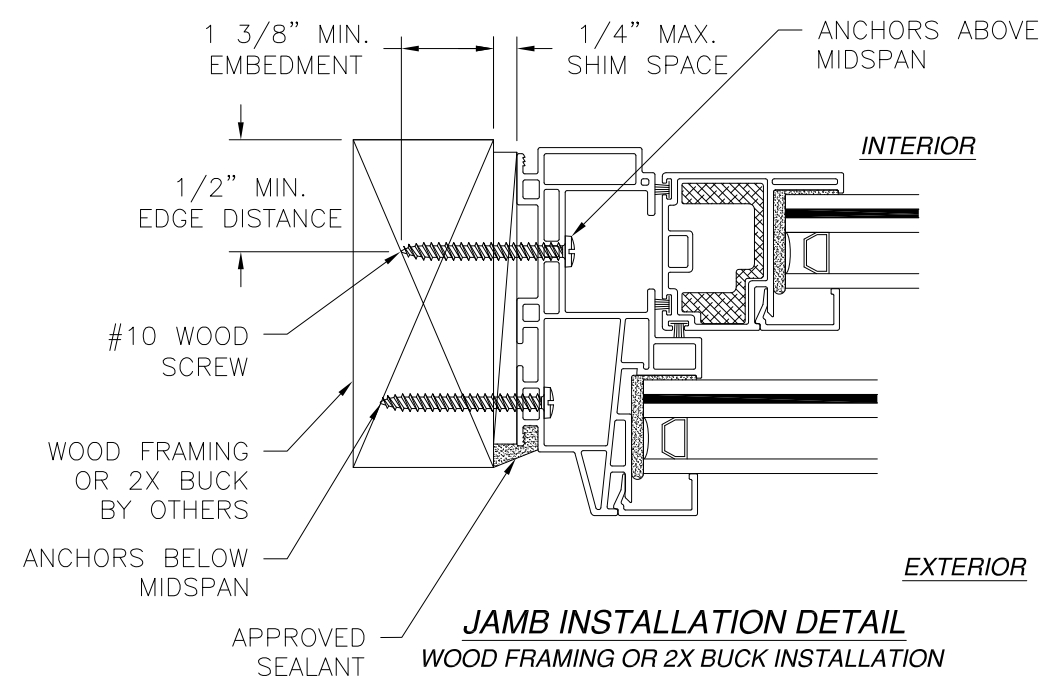 1 3/8” MIN.
EMBEDMENT
1/4” MAX.
SHIM SPACE
ANCHORS ABOVE
MIDSPAN
INTERIOR
1/2” MIN.
EDGE DISTANCE
#10 WOOD
SCREW
WOOD FRAMING
OR 2X BUCK
BY OTHERS
ANCHORS BELOW
MIDSPAN
APPROVED
SEALANT
EXTERIOR
JAMB INSTALLATION DETAIL
WOOD FRAMING OR 2X BUCK INSTALLATION